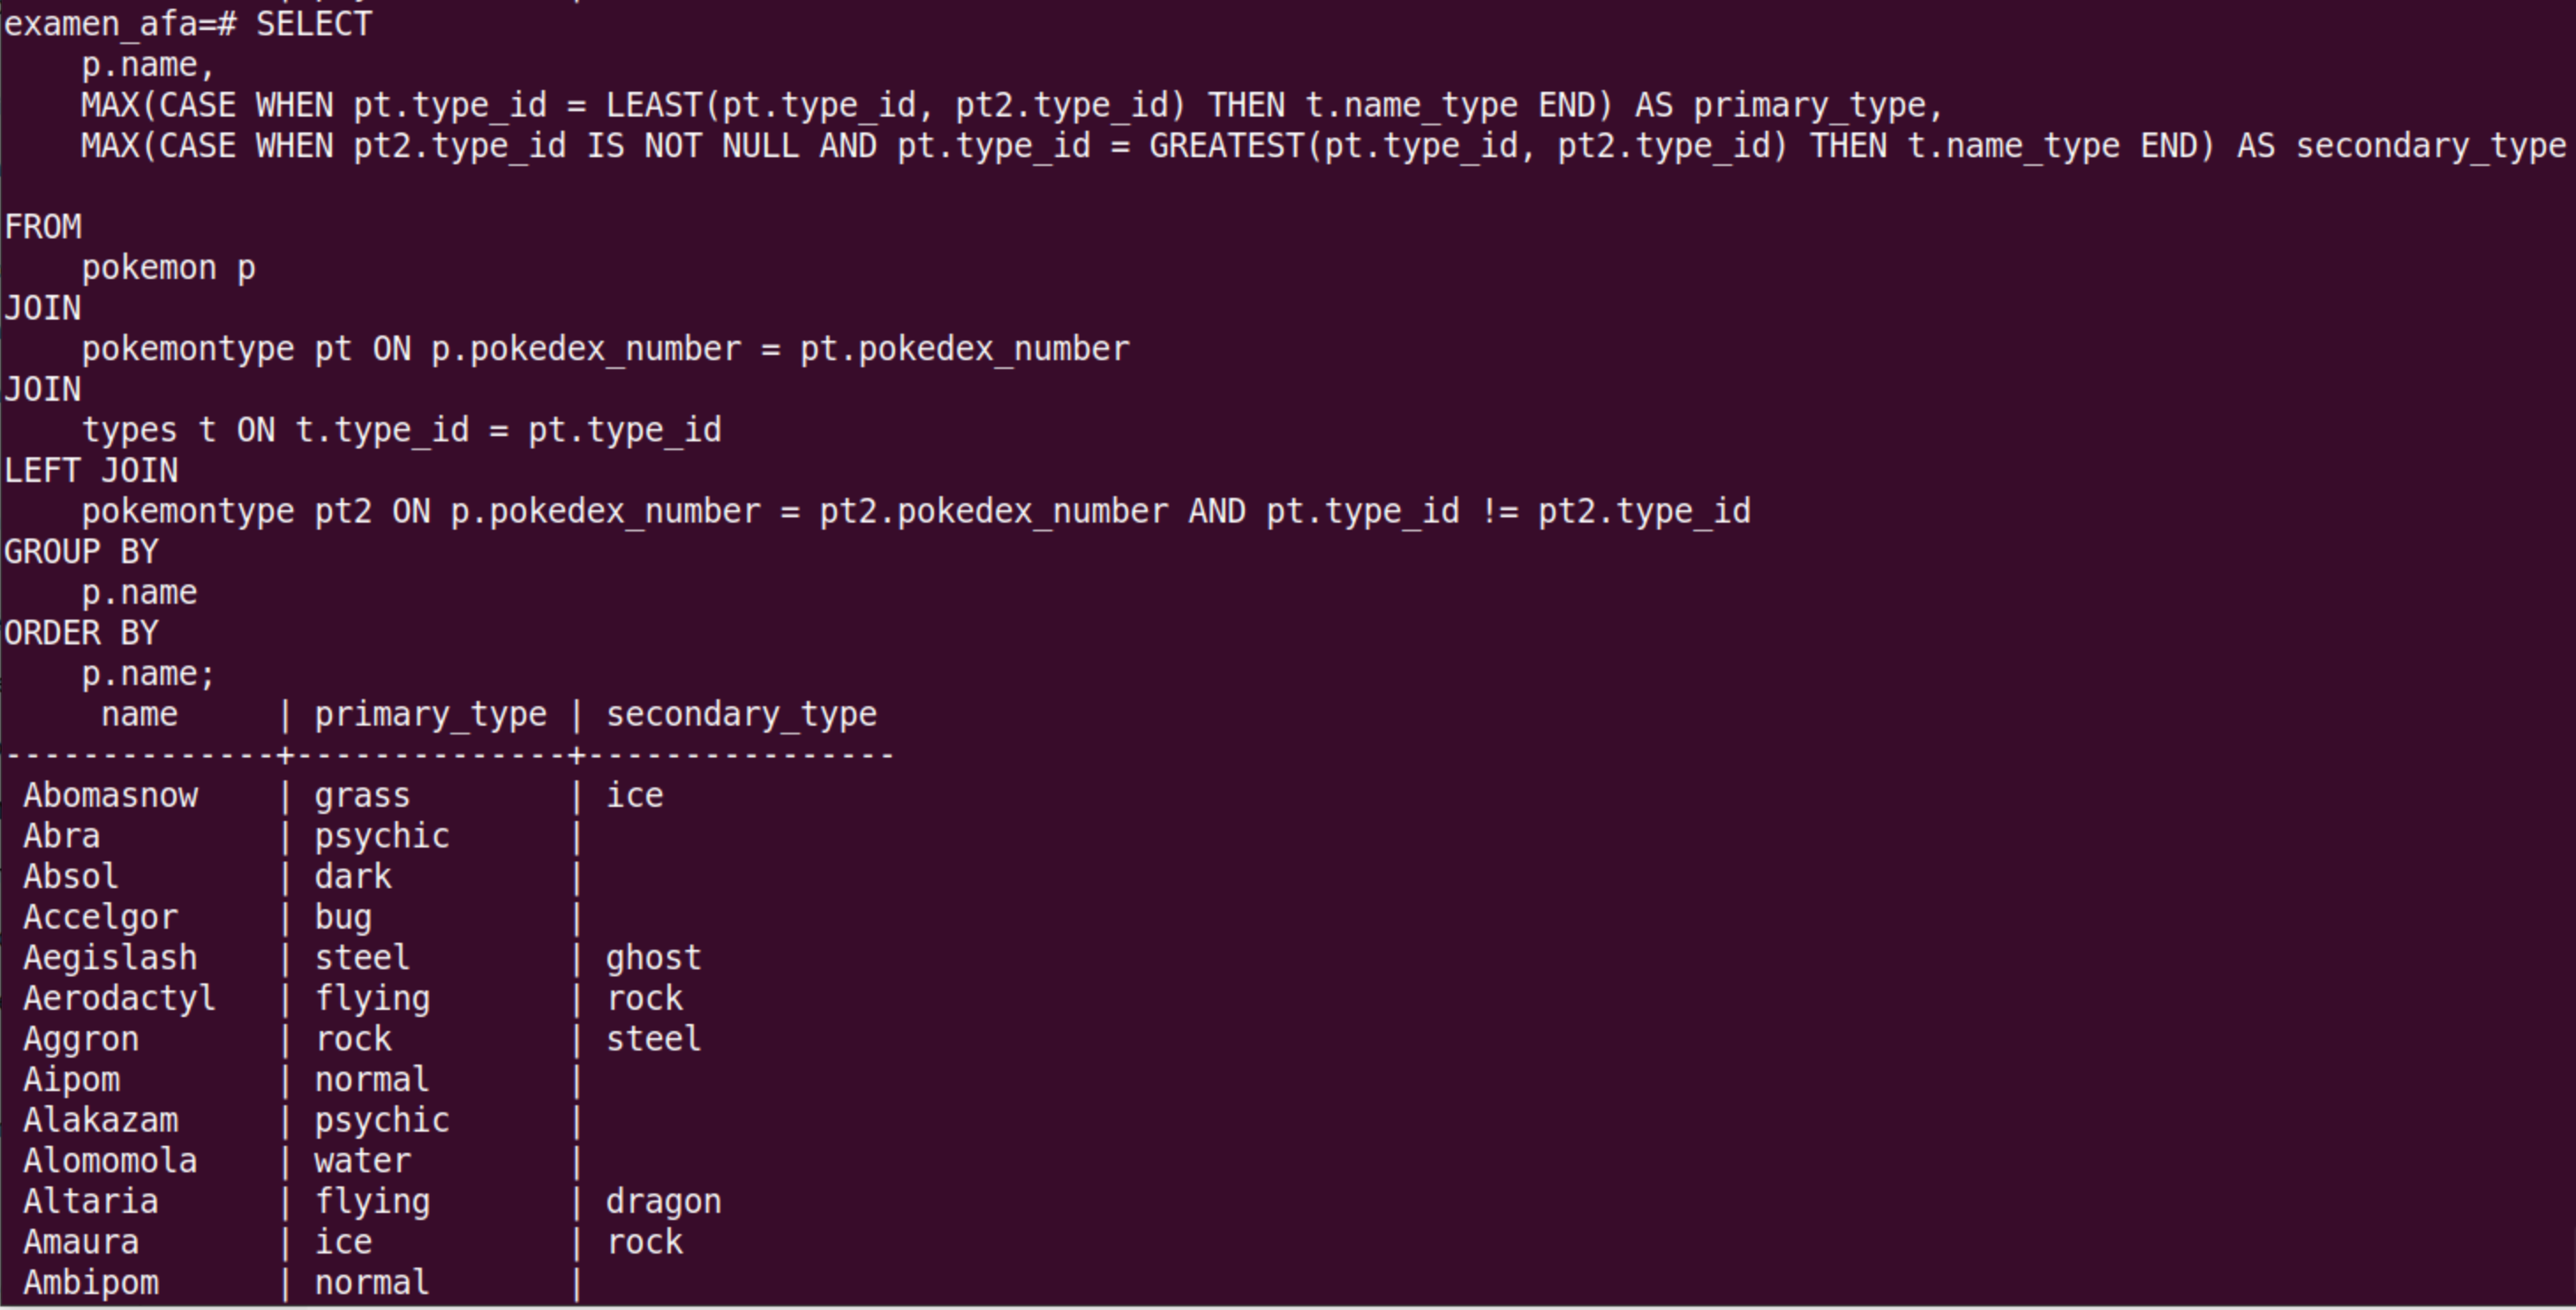 examen_afa=# SELECT
    p.name,
    MAX(CASE WHEN pt.type_id = LEAST(pt.type_id, pt2.type_id) THEN t.name_type END) AS primary_type,
    MAX(CASE WHEN pt2.type_id IS NOT NULL AND pt.type_id = GREATEST(pt.type_id, pt2.type_id) THEN t.name_type END) AS secondary_type
FROM
    pokemon p
JOIN
    pokemontype pt ON p.pokedex_number = pt.pokedex_number
JOIN
    types t ON t.type_id = pt.type_id
LEFT JOIN
    pokemontype pt2 ON p.pokedex_number = pt2.pokedex_number AND pt.type_id != pt2.type_id
GROUP BY
    p.name
ORDER BY
    p.name;
     name     | primary_type | secondary_type
--------------+--------------+----------------
 Abomasnow    | grass        | ice
 Abra         | psychic      |
 Absol        | dark         |
 Accelgor     | bug          |
 Aegislash    | steel        | ghost
 Aerodactyl   | flying       | rock
 Aggron       | rock         | steel
 Aipom        | normal       |
 Alakazam     | psychic      |
 Alomomola    | water        |
 Altaria      | flying       | dragon
 Amaura       | ice          | rock
 Ambipom      | normal       |